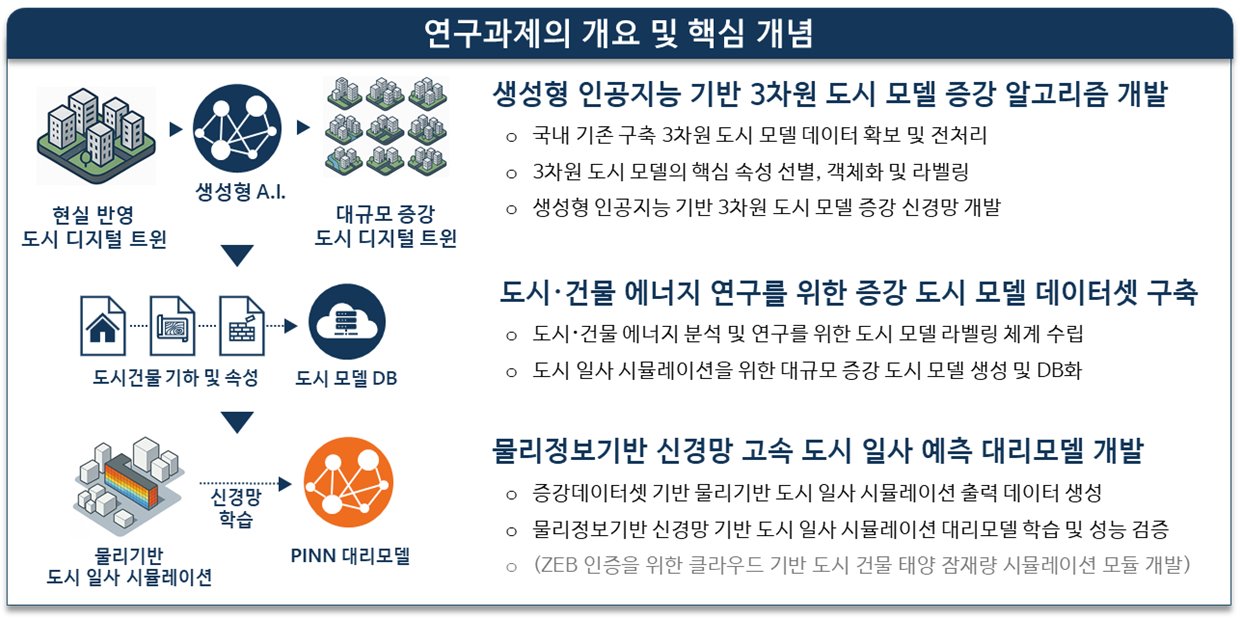 연구과제의 개요 및 핵심 개념
현실 반영
도시 디지털 트윈
생성형 A.I.
대규모 증강
도시 디지털 트윈
생성형 인공지능 기반 3차원 도시 모델 증강 알고리즘 개발
o 국내 기존 구축 3차원 도시 모델 데이터 확보 및 전처리
o 3차원 도시 모델의 핵심 속성 선별, 객체화 및 라벨링
o 생성형 인공지능 기반 3차원 도시 모델 증강 신경망 개발
도시건물 기하 및 속성
도시 모델 DB
도시·건물 에너지 연구를 위한 증강 도시 모델 데이터셋 구축
o 도시·건물 에너지 분석 및 연구를 위한 도시 모델 라벨링 체계 수립
o 도시 일사 시뮬레이션을 위한 대규모 증강 도시 모델 생성 및 DB화
물리기반
도시 일사 시뮬레이션
신경망
학습
PINN 대리모델
물리정보기반 신경망 고속 도시 일사 예측 대리모델 개발
o 증강데이터셋 기반 물리기반 도시 일사 시뮬레이션 출력 데이터 생성
o 물리정보기반 신경망 기반 도시 일사 시뮬레이션 대리모델 학습 및 성능 검증
o (ZEB 인증을 위한 클라우드 기반 도시 건물 태양 잠재량 시뮬레이션 모듈 개발)